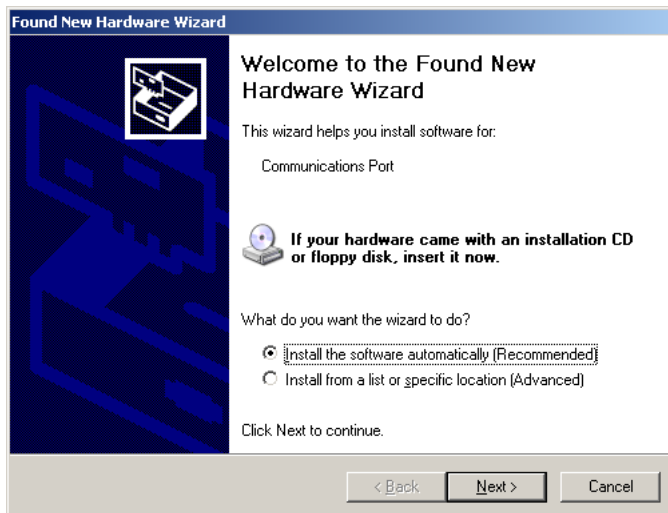 Found New Hardware Wizard
Welcome to the Found New
Hardware Wizard
This wizard helps you install software for:
Communications Port
If your hardware came with an installation CD
or floppy disk, insert it now.
What do you want the wizard to do?
Install the software automatically (Recommended)
Install from a list or specific location (Advanced)
Click Next to continue.
< Back Next > Cancel